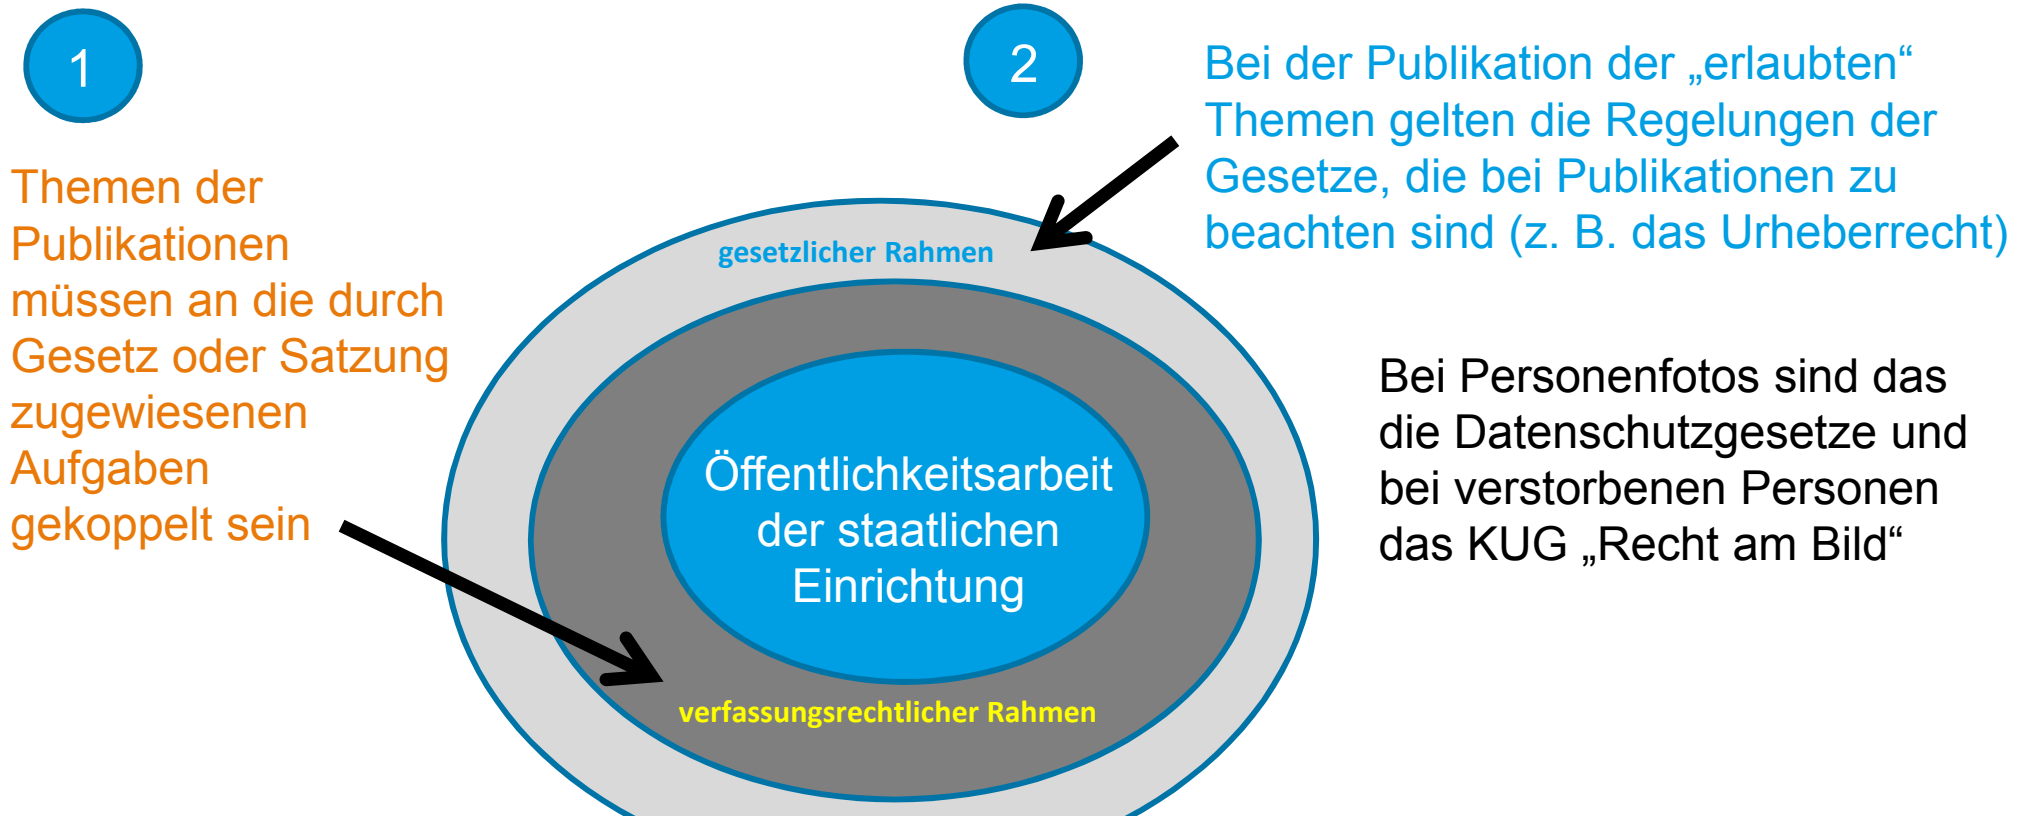 1
Themen der
Publikationen
müssen an die durch
Gesetz oder Satzung
zugewiesenen
Aufgaben
gekoppelt sein
2
Bei der Publikation der „erlaubten“
Themen gelten die Regelungen der
Gesetze, die bei Publikationen zu
beachten sind (z. B. das Urheberrecht)
gesetzlicher Rahmen
Öffentlichkeitsarbeit
der staatlichen
Einrichtung
verfassungsrechtlicher Rahmen
Bei Personenfotos sind das
die Datenschutzgesetze und
bei verstorbenen Personen
das KUG „Recht am Bild“